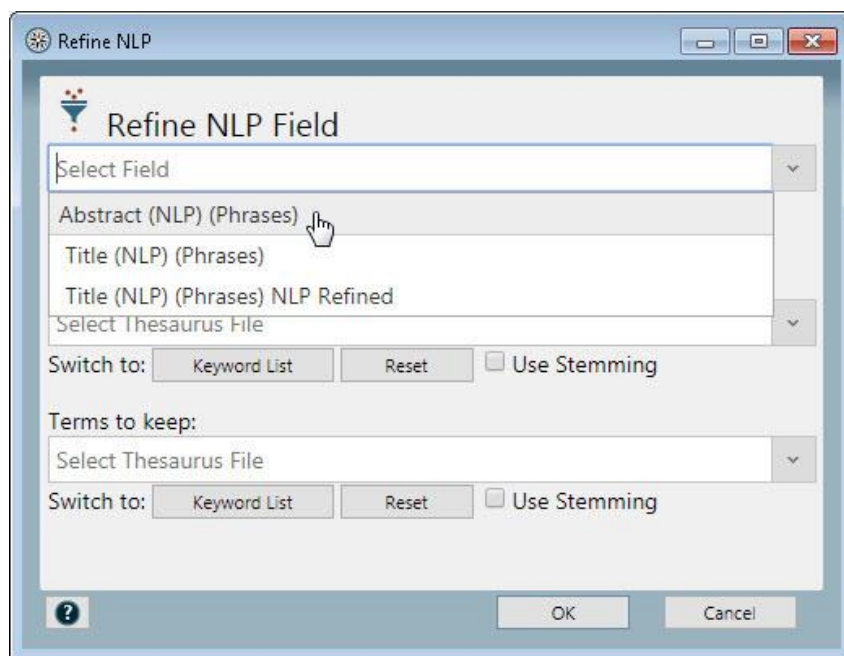 Refine NLP
Refine NLP Field
Select Field
Abstract (NLP) (Phrases)
Title (NLP) (Phrases)
Title (NLP) (Phrases) NLP Refined
Select Thesaurus File
Switch to: Keyword List Reset Use Stemming
Terms to keep:
Select Thesaurus File
Switch to: Keyword List Reset Use Stemming
? OK Cancel